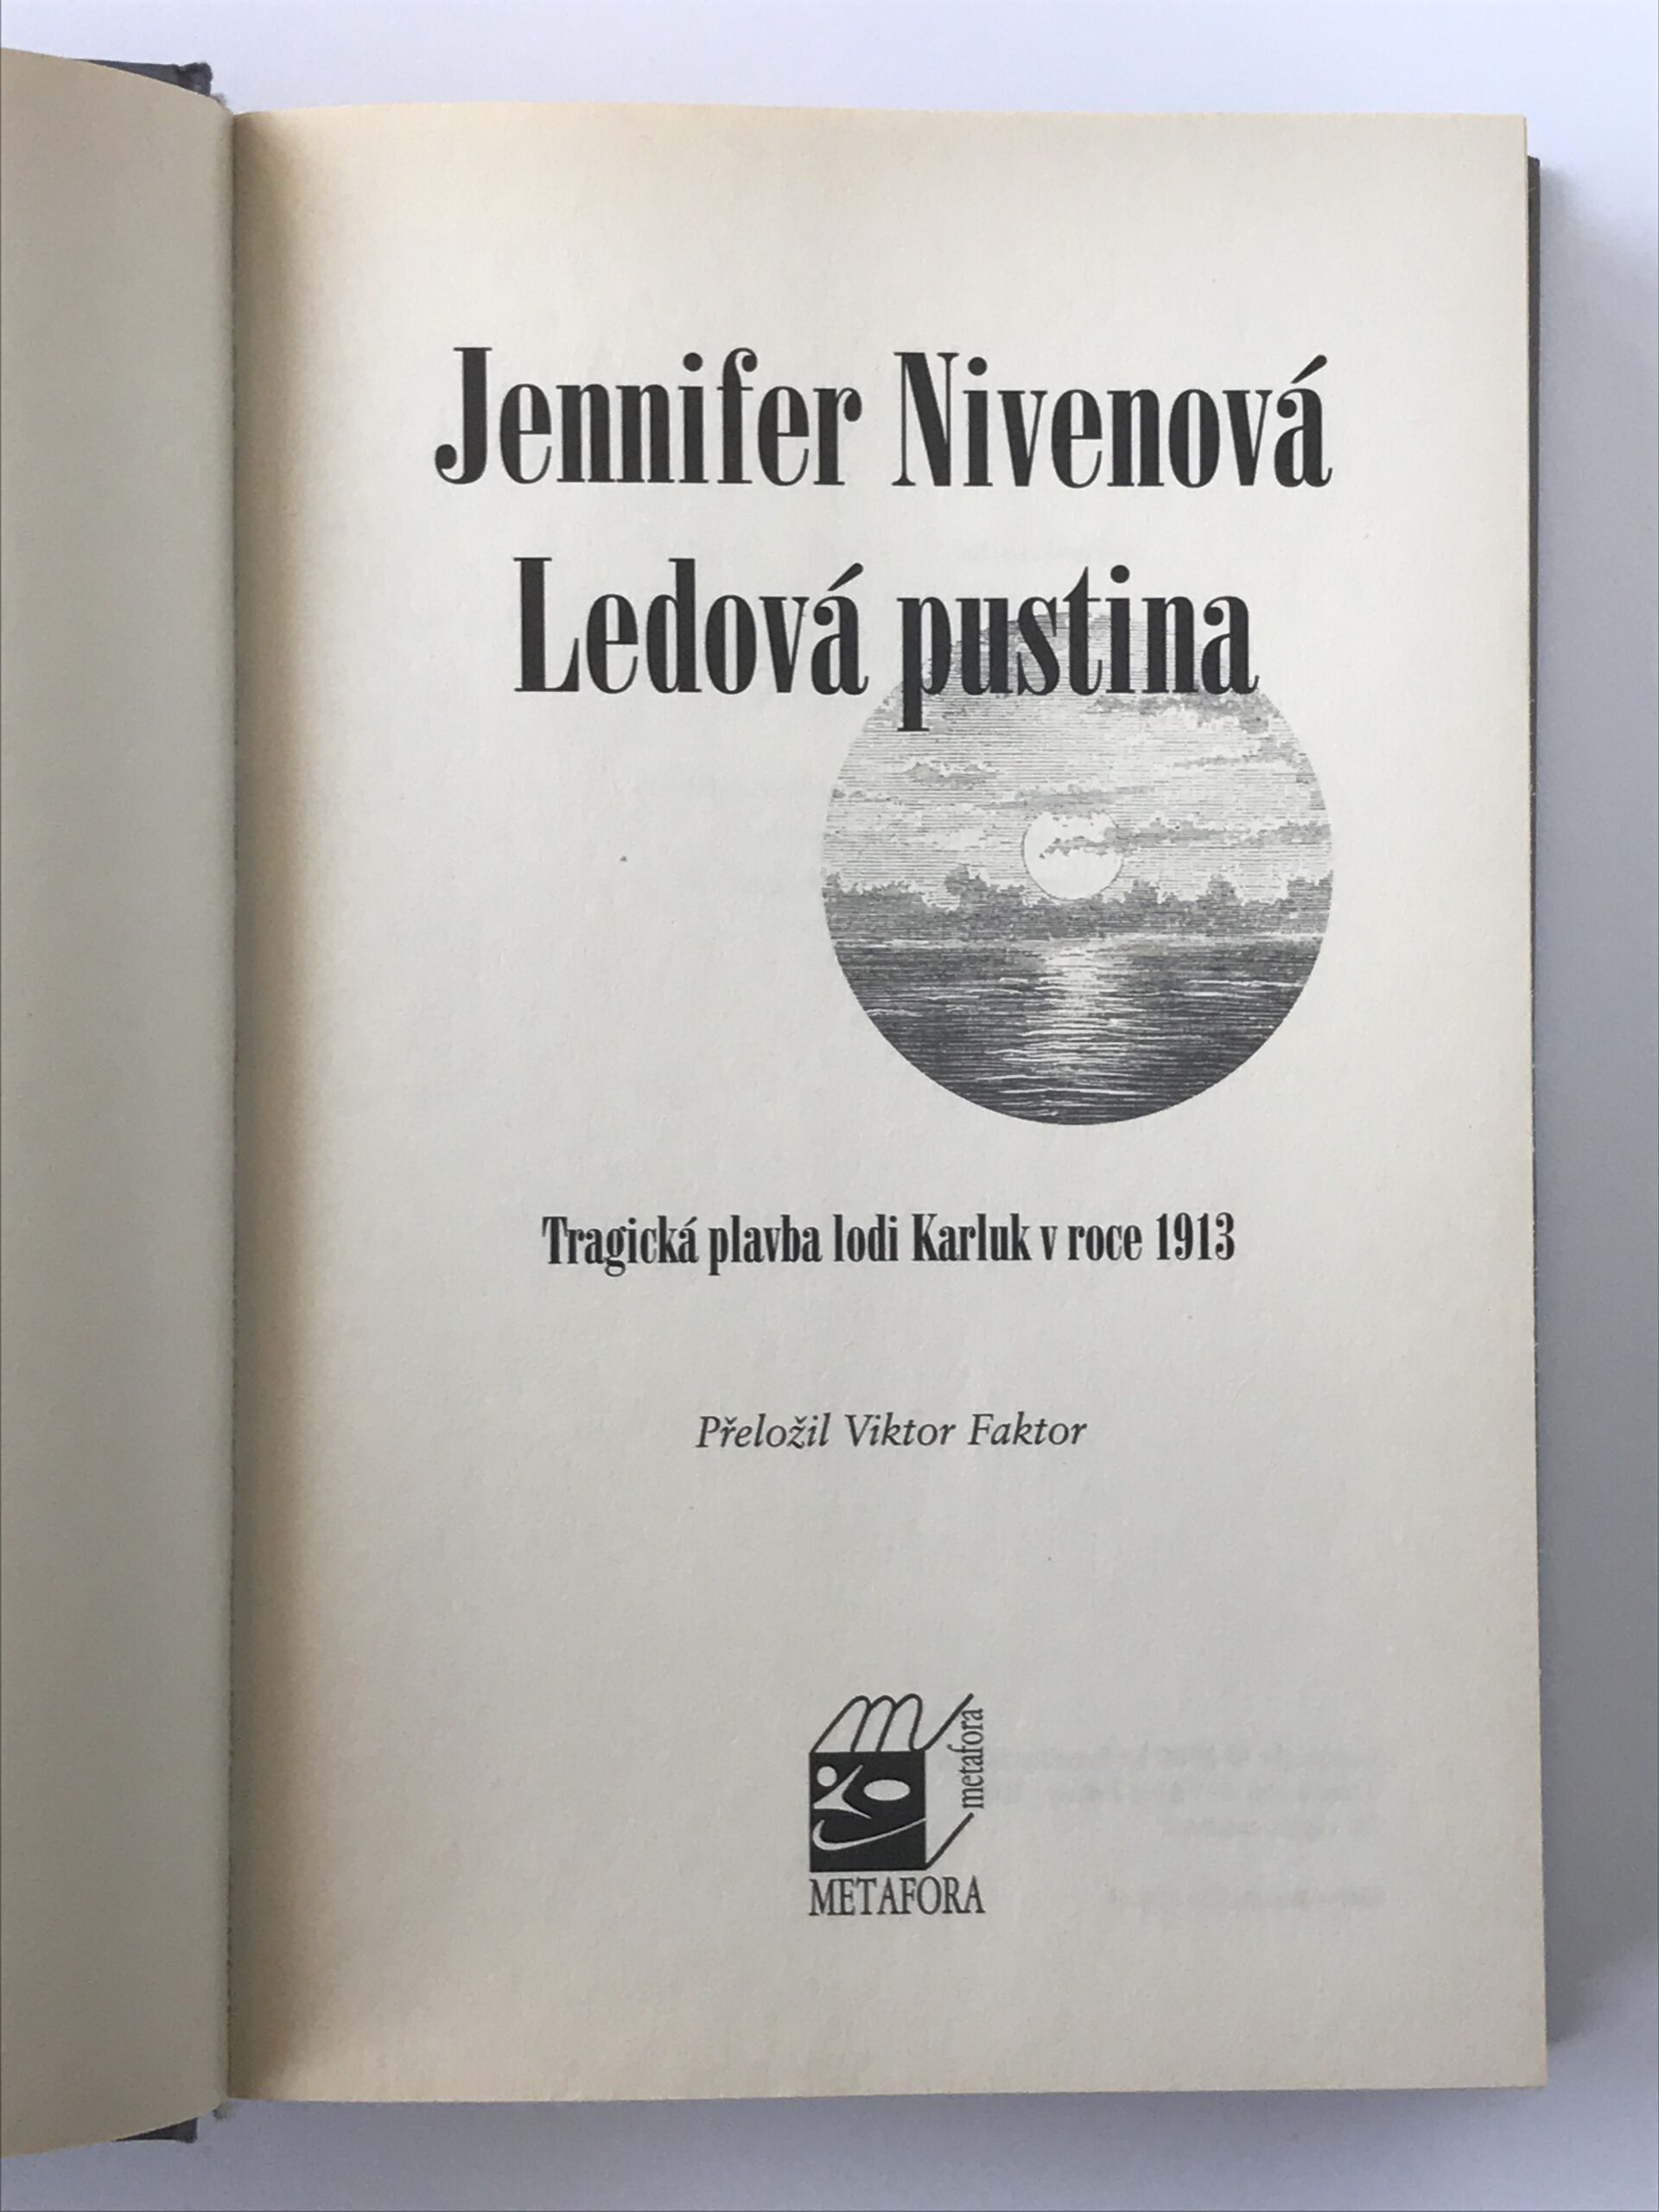 Jennifer Nivenová
Ledová pustina
Tragická plavba lodi Karluk v roce 1913
Přeložil Viktor Faktor
metafora
METAFORA